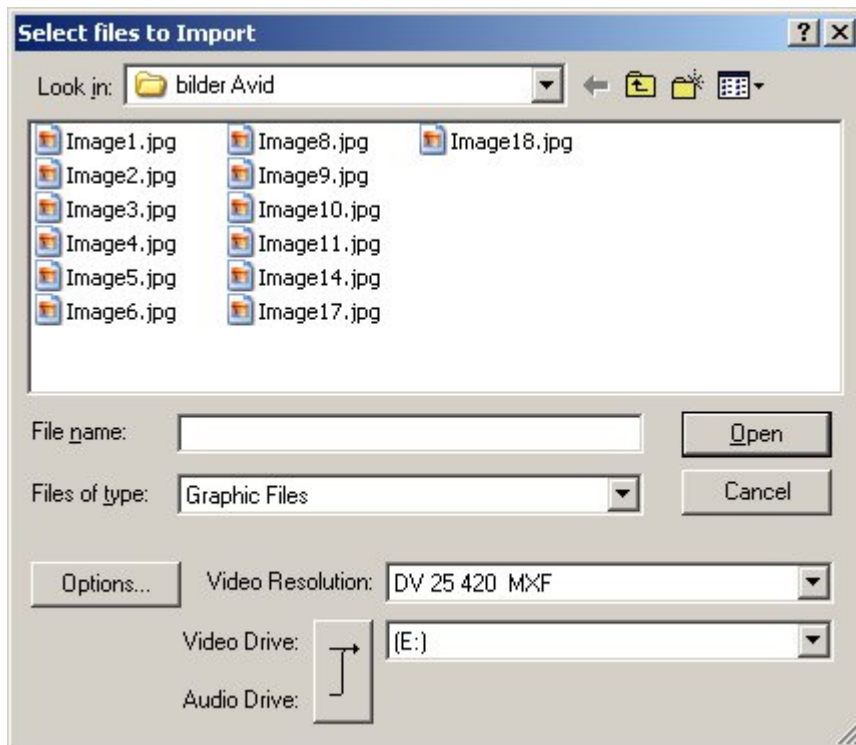 Select files to Import
Look in: bilder Avid
Image1.jpg Image8.jpg Image18.jpg
Image2.jpg Image9.jpg
Image3.jpg Image10.jpg
Image4.jpg Image11.jpg
Image5.jpg Image14.jpg
Image6.jpg Image17.jpg
File name: Open
Files of type: Graphic Files Cancel
Options... Video Resolution: DV 25 420 MXF
Video Drive: (E:)
Audio Drive: